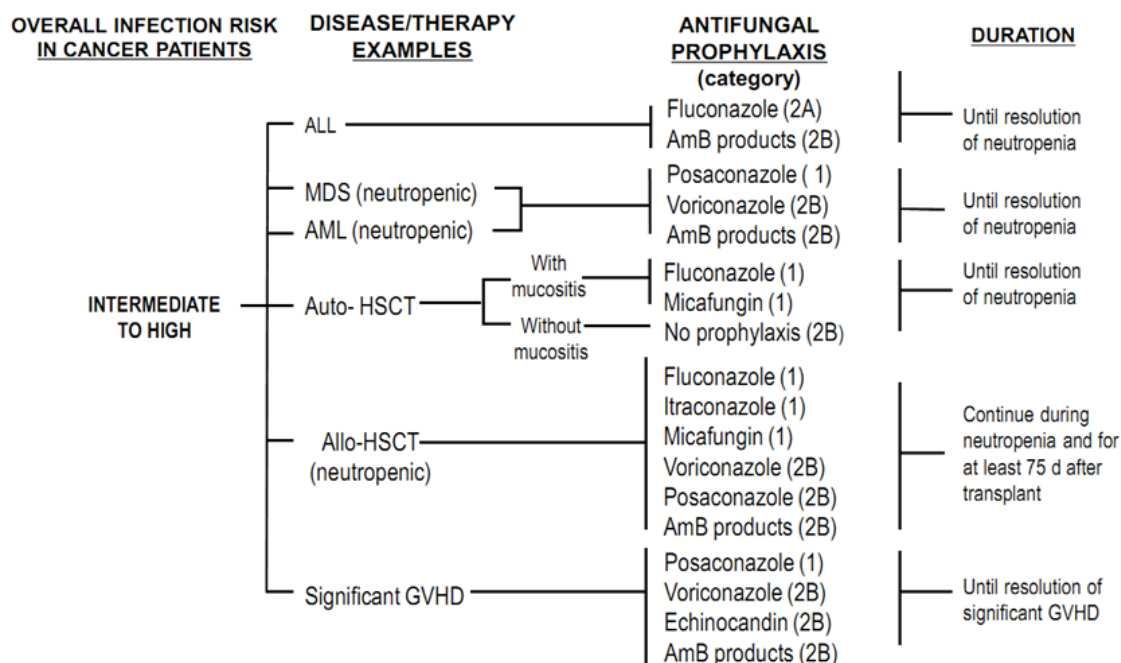 OVERALL INFECTION RISK
IN CANCER PATIENTS
DISEASE/THERAPY
EXAMPLES
ANTIFUNGAL
PROPHYLAXIS
(category)
DURATION
INTERMEDIATE
TO HIGH
ALL
Fluconazole (2A)
AmB products (2B)
Until resolution
of neutropenia
MDS (neutropenic)
AML (neutropenic)
Posaconazole ( 1)
Voriconazole (2B)
AmB products (2B)
Until resolution
of neutropenia
Auto- HSCT
With
mucositis
Fluconazole (1)
Micafungin (1)
Until resolution
of neutropenia
Without
mucositis
No prophylaxis (2B)
Allo-HSCT
(neutropenic)
Fluconazole (1)
Itraconazole (1)
Micafungin (1)
Voriconazole (2B)
Posaconazole (2B)
AmB products (2B)
Continue during
neutropenia and for
at least 75 d after
transplant
Significant GVHD
Posaconazole (1)
Voriconazole (2B)
Echinocandin (2B)
AmB products (2B)
Until resolution of
significant GVHD